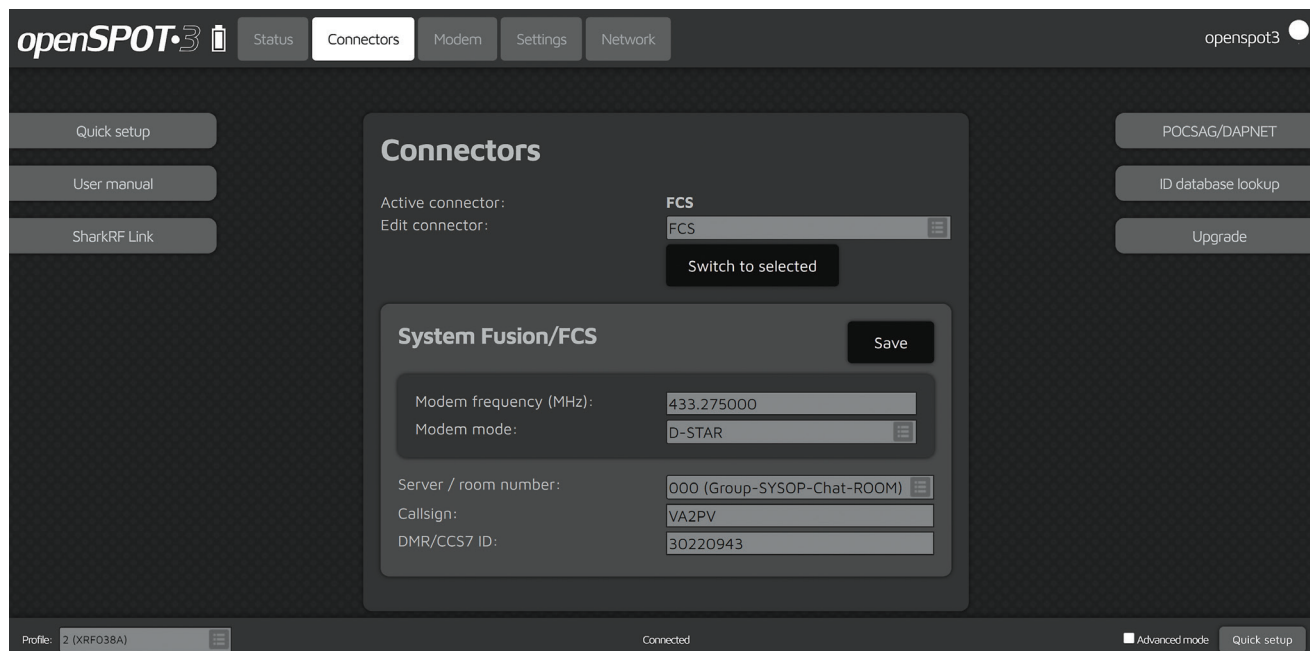 openSPOT•3 Status Connectors Modem Settings Network openspot3
Quick setup
User manual
SharkRF Link
Connectors
Active connector: FCS
Edit connector: FCS
Switch to selected
System Fusion/FCS Save
Modem frequency (MHz): 433.275000
Modem mode: D-STAR
Server / room number: 000 (Group-SYSOP-Chat-ROOM)
Callsign: VA2PV
DMR/CCS7 ID: 30220943
POCSAG/DAPNET
ID database lookup
Upgrade
Profile: 2 (XRF038A) Connected Advanced mode Quick setup